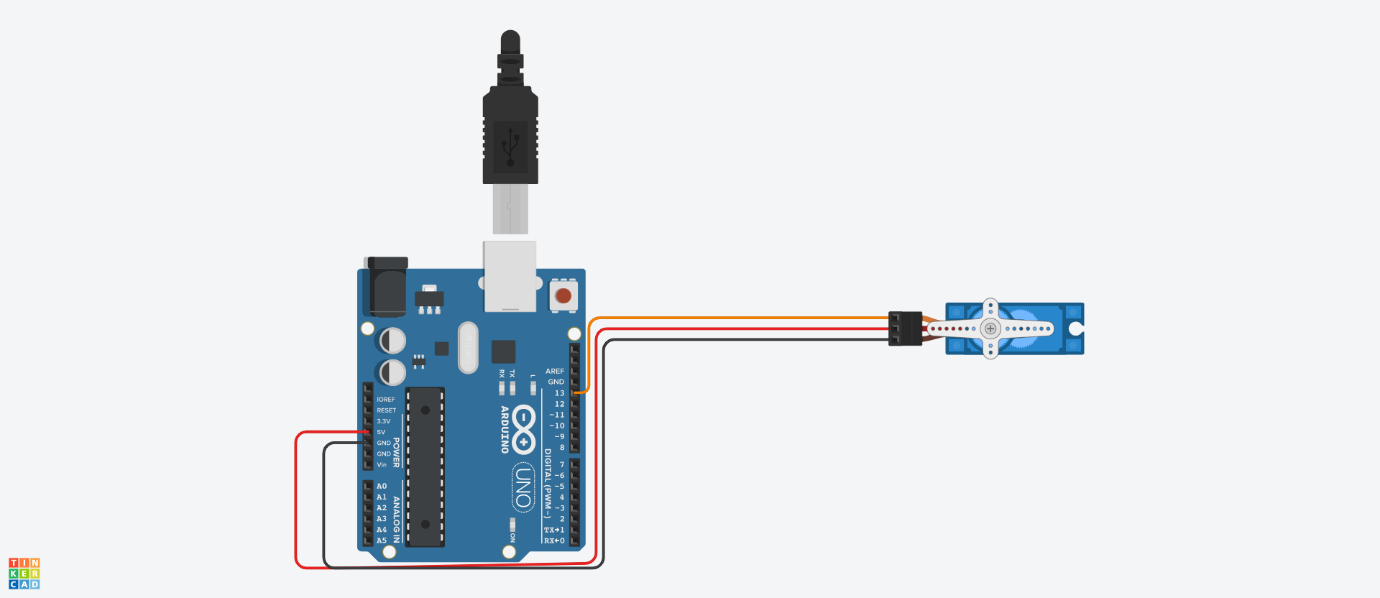 AREF
GND
13
12
~11
~10
~9
8
7
~6
~5
4
~3
2
TX→1
RX←0
DIGITAL (PWM~)
IOREF
RESET
3.3V
5V
GND
GND
Vin
POWER
A0
A1
A2
A3
A4
A5
ANALOG IN
RX
TX
L
ARDUINO
UNO
ON
TIN
KER
CAD